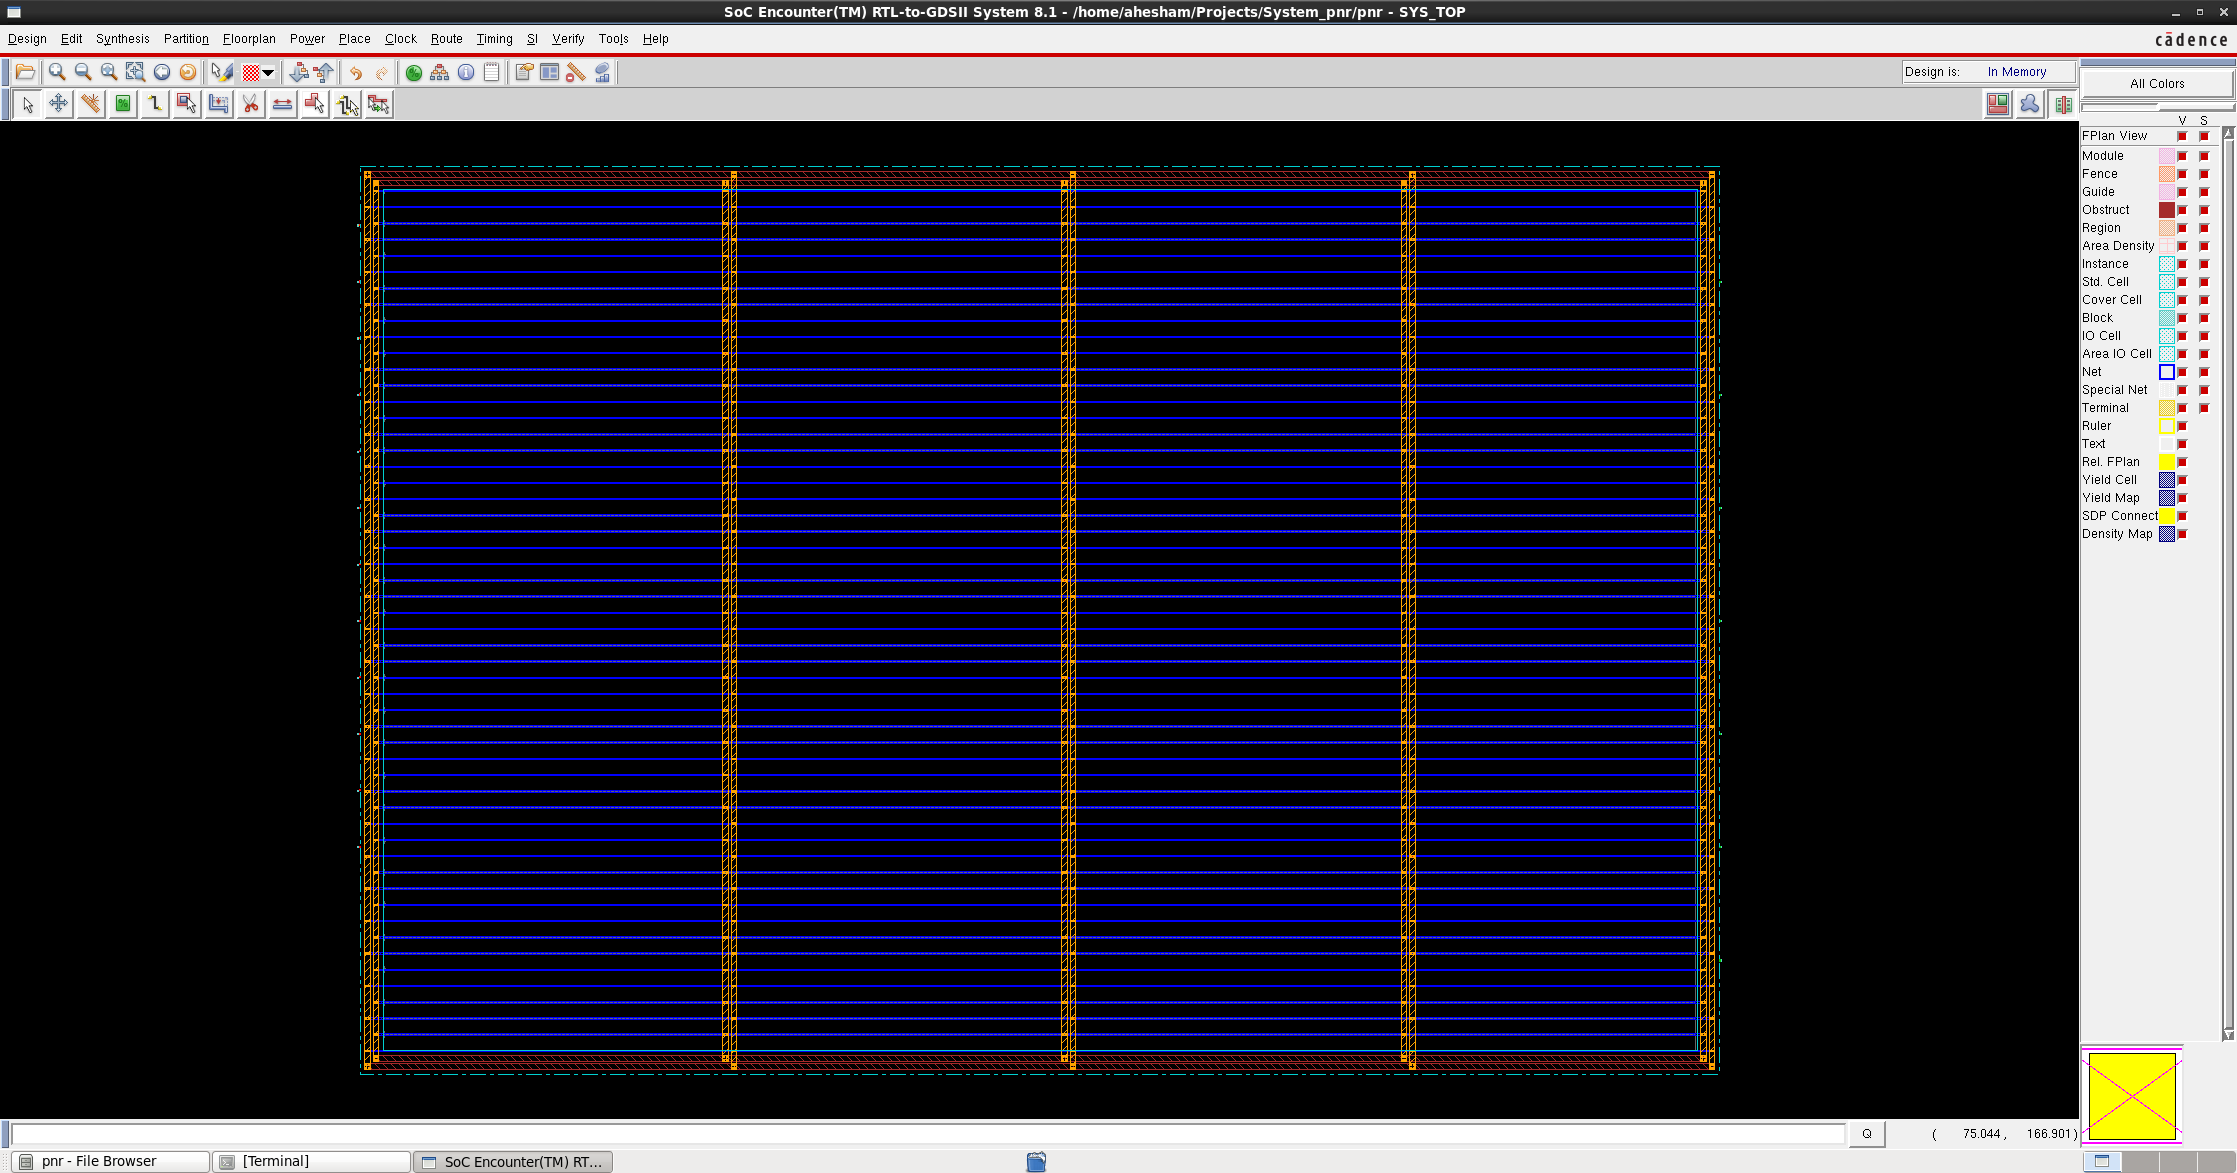 SoC Encounter(TM) RTL-to-GDSII System 8.1 - /home/ahesham/Projects/System_pnr/pnr - SYS_TOP
Design Edit Synthesis Partition Floorplan Power Place Clock Route Timing SI Verify Tools Help
cādence
Design is: In Memory
All Colors
V S
FPlan View
Module
Fence
Guide
Obstruct
Region
Area Density
Instance
Std. Cell
Cover Cell
Block
IO Cell
Area IO Cell
Net
Special Net
Terminal
Ruler
Text
Rel. FPlan
Yield Cell
Yield Map
SDP Connect
Density Map
Q ( 75.044 , 166.901 )
pnr - File Browser [Terminal] SoC Encounter(TM) RT...